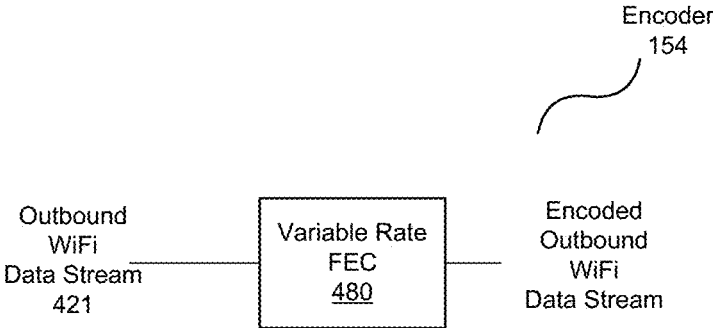 Encoder
154
Outbound
WiFi
Data Stream
421
Variable Rate
FEC
480
Encoded
Outbound
WiFi
Data Stream